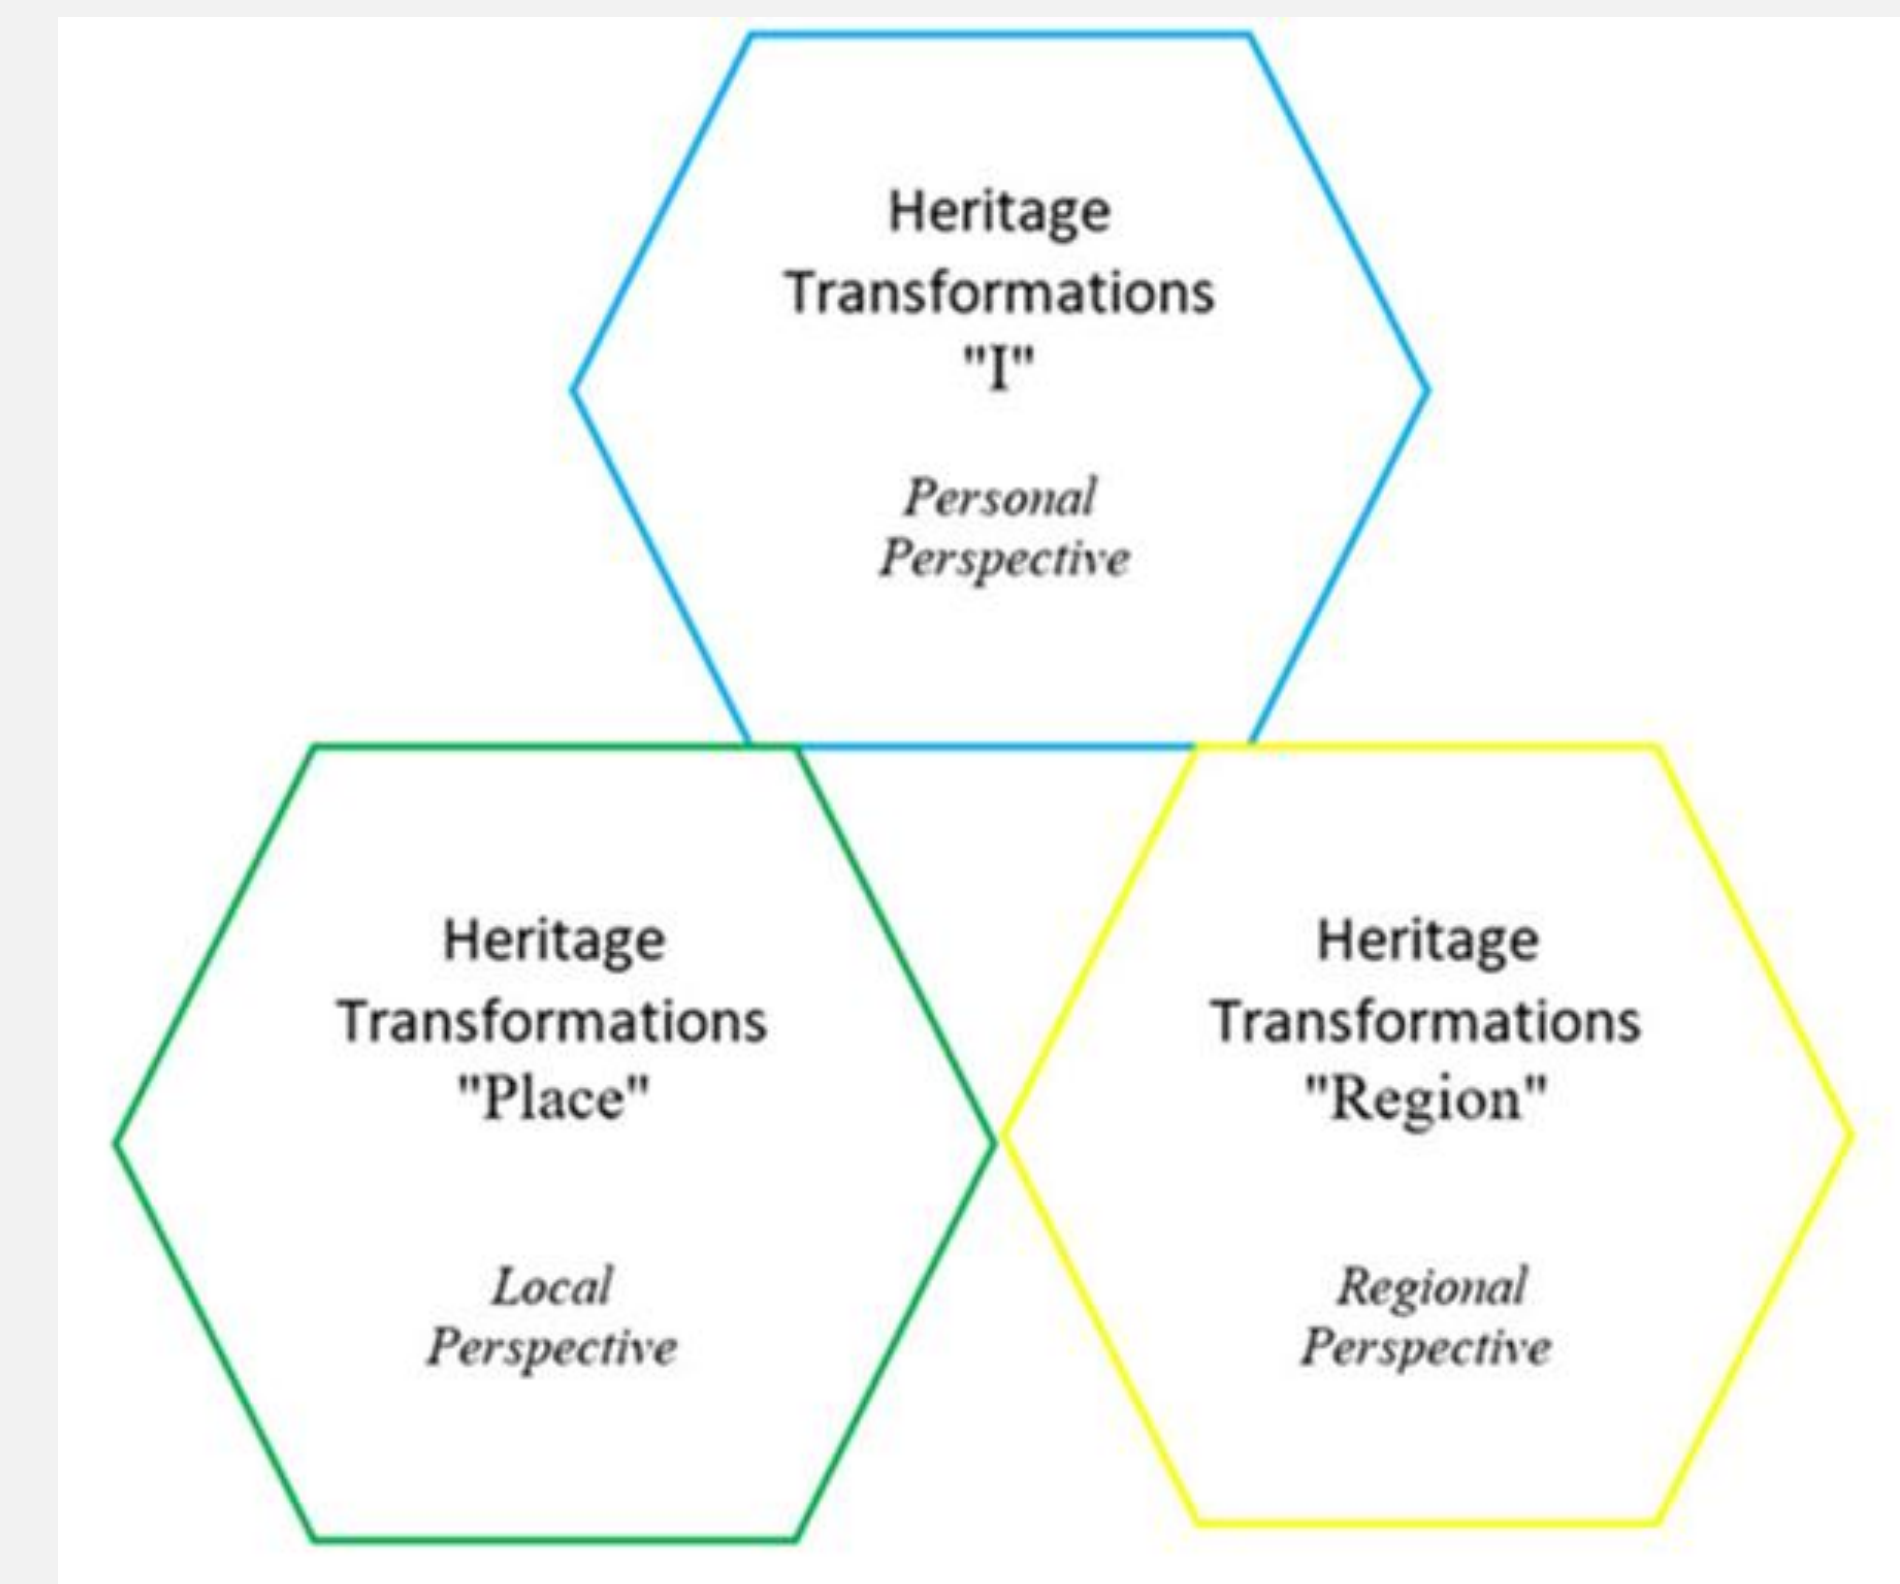 Heritage
Transformations
"I"
Personal
Perspective
Heritage
Transformations
"Place"
Local
Perspective
Heritage
Transformations
"Region"
Regional
Perspective